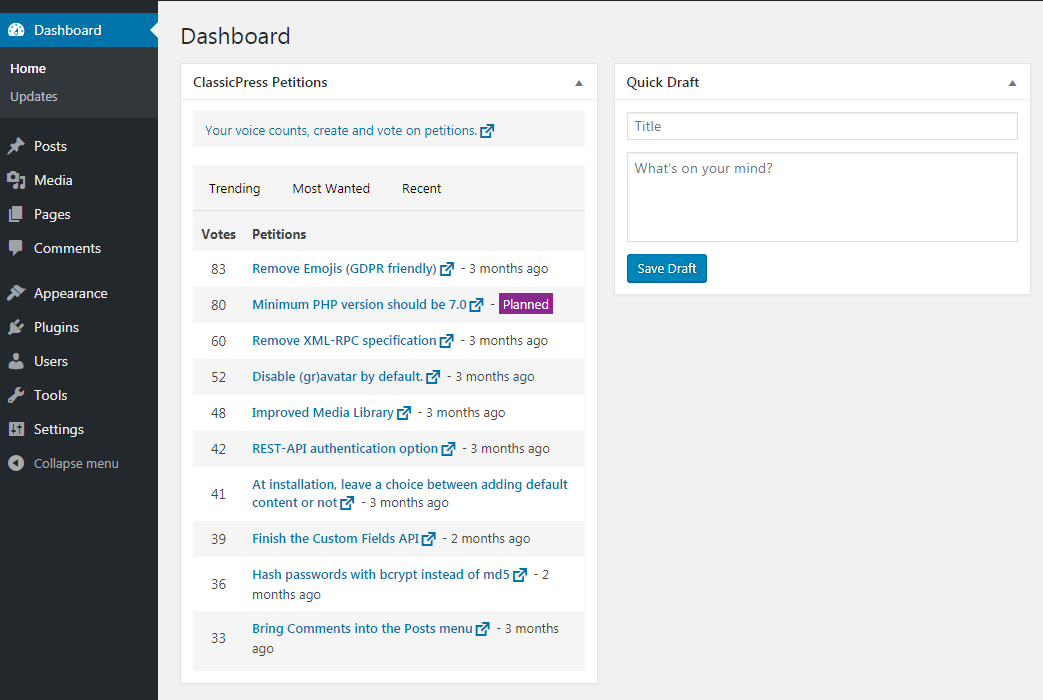 Dashboard
Home
Updates
Posts
Media
Pages
Comments
Appearance
Plugins
Users
Tools
Settings
Collapse menu
Dashboard
ClassicPress Petitions
Your voice counts, create and vote on petitions.
Trending Most Wanted Recent
Votes Petitions
83 Remove Emojis (GDPR friendly) - 3 months ago
80 Minimum PHP version should be 7.0 - Planned
60 Remove XML-RPC specification - 3 months ago
52 Disable (gr)avatar by default. - 3 months ago
48 Improved Media Library - 3 months ago
42 REST-API authentication option - 3 months ago
41 At installation, leave a choice between adding default
content or not - 3 months ago
39 Finish the Custom Fields API - 2 months ago
36 Hash passwords with bcrypt instead of md5 - 2
months ago
33 Bring Comments into the Posts menu - 3 months
ago
Quick Draft
Title
What's on your mind?
Save Draft